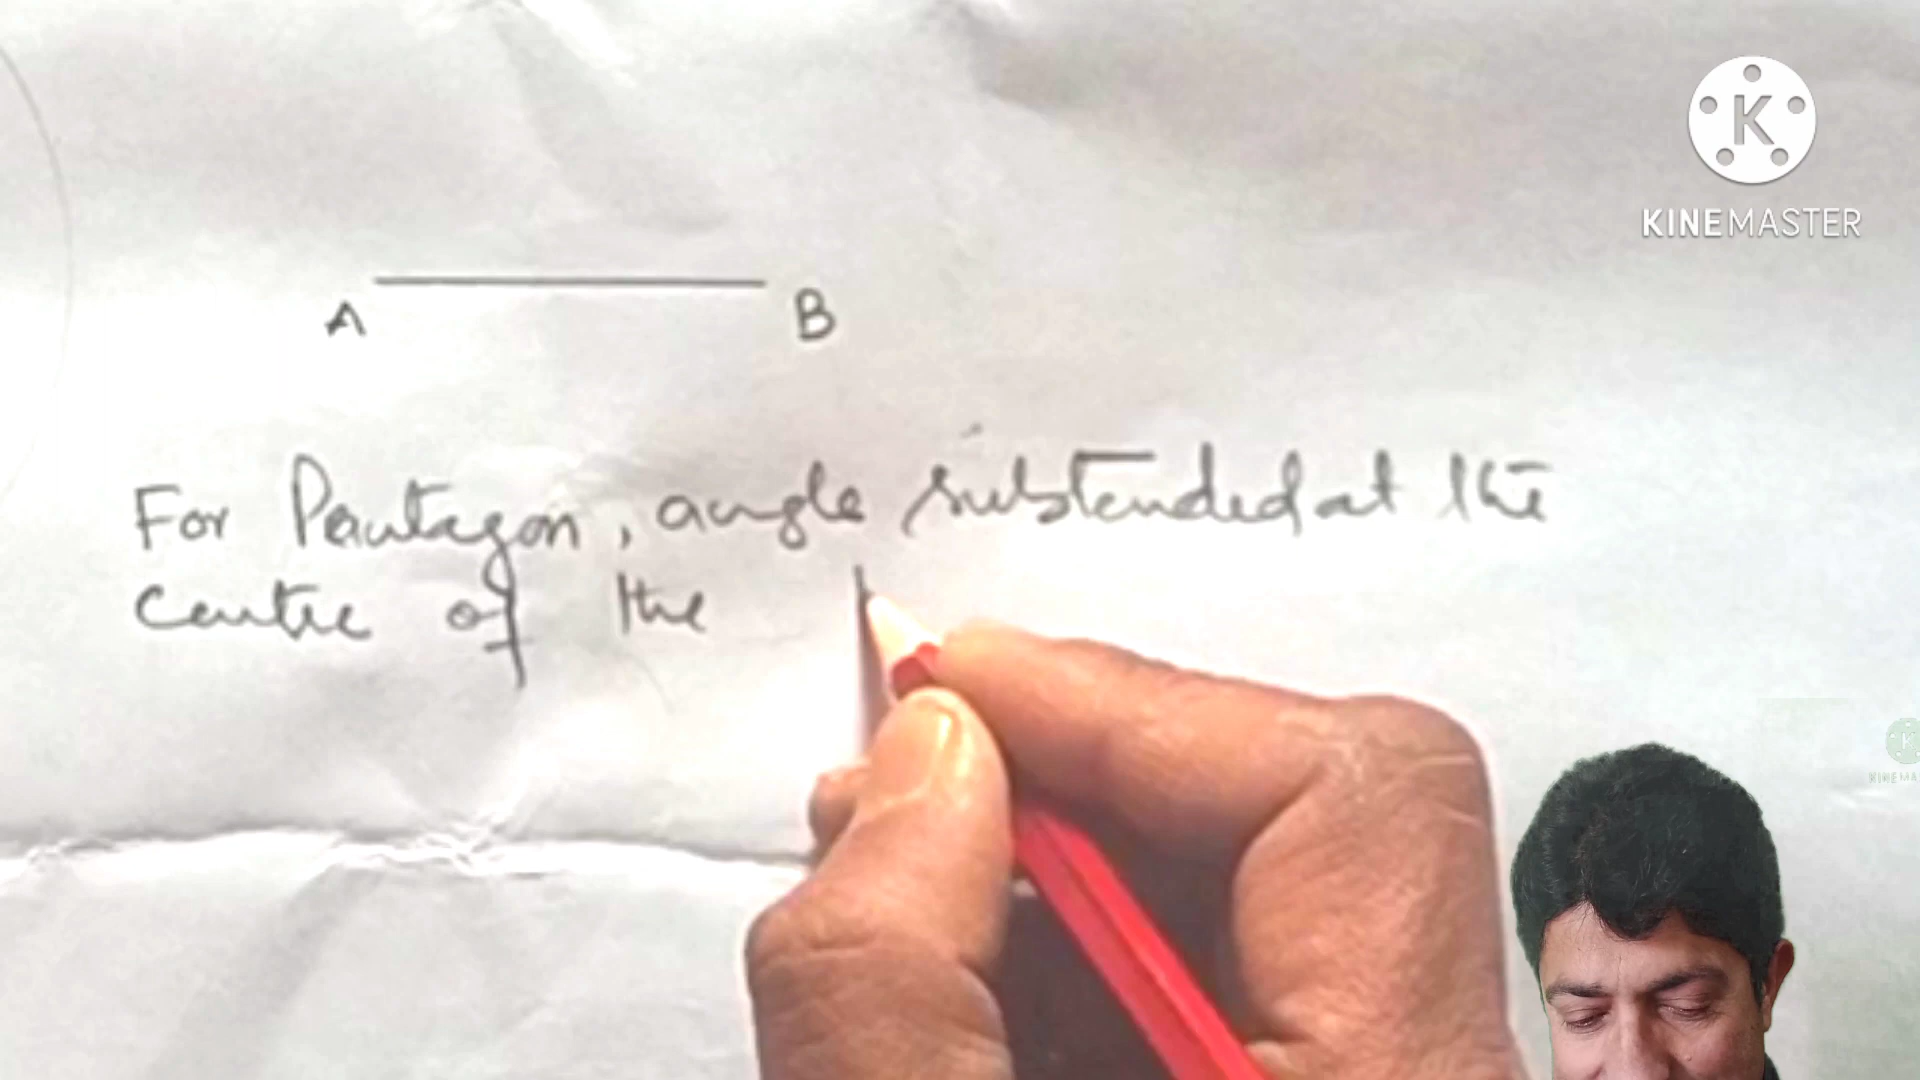 K
KINEMASTER
A B
For Pentagon, angle subtended at the
centre of the